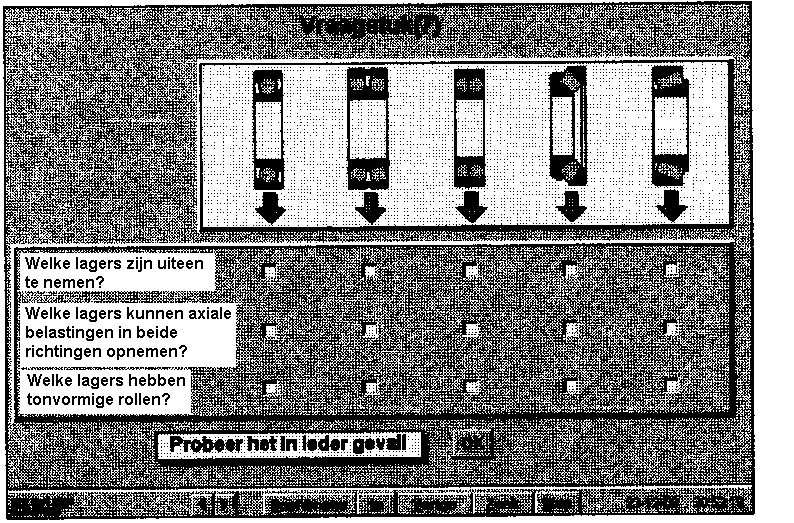 Vraagstuk(7)
Welke lagers zijn uiteen
te nemen?
Welke lagers kunnen axiale
belastingen in beide
richtingen opnemen?
Welke lagers hebben
tonvormige rollen?
Probeer het in ieder geval
OK